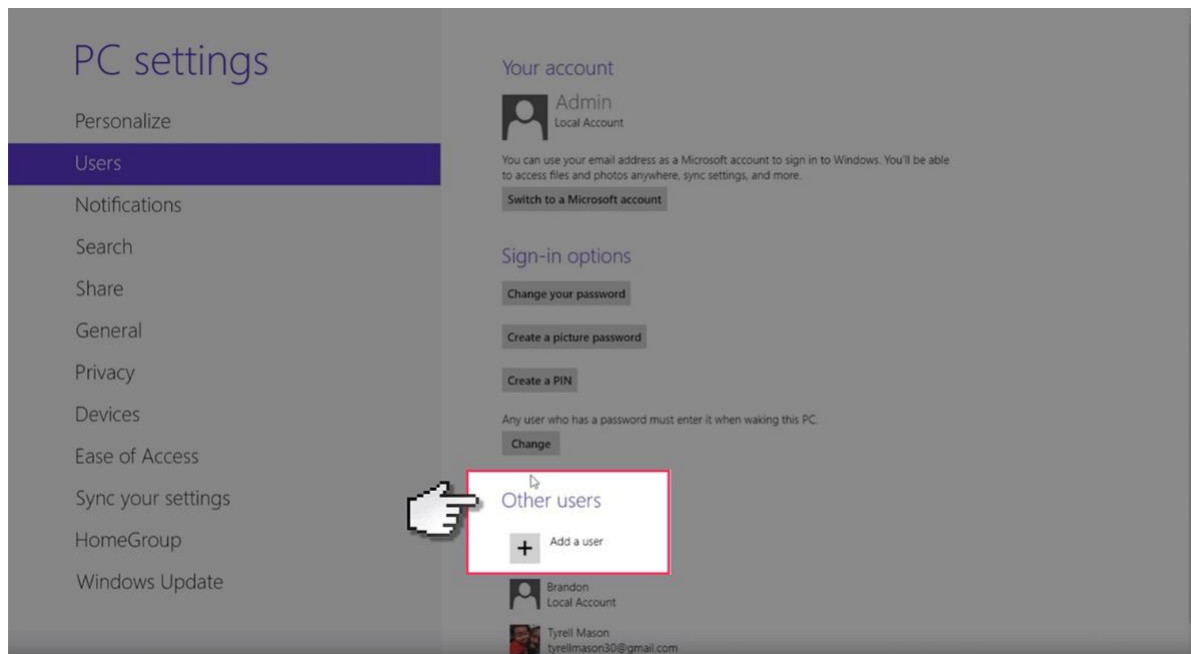 PC settings
Personalize
Users
Notifications
Search
Share
General
Privacy
Devices
Ease of Access
Sync your settings
HomeGroup
Windows Update
Your account
Admin
Local Account
You can use your email address as a Microsoft account to sign in to Windows. You'll be able
to access files and photos anywhere, sync settings, and more.
Switch to a Microsoft account
Sign-in options
Change your password
Create a picture password
Create a PIN
Any user who has a password must enter it when waking this PC.
Change
Other users
+ Add a user
Brandon
Local Account
Tyrell Mason
tyrellmason30@gmail.com